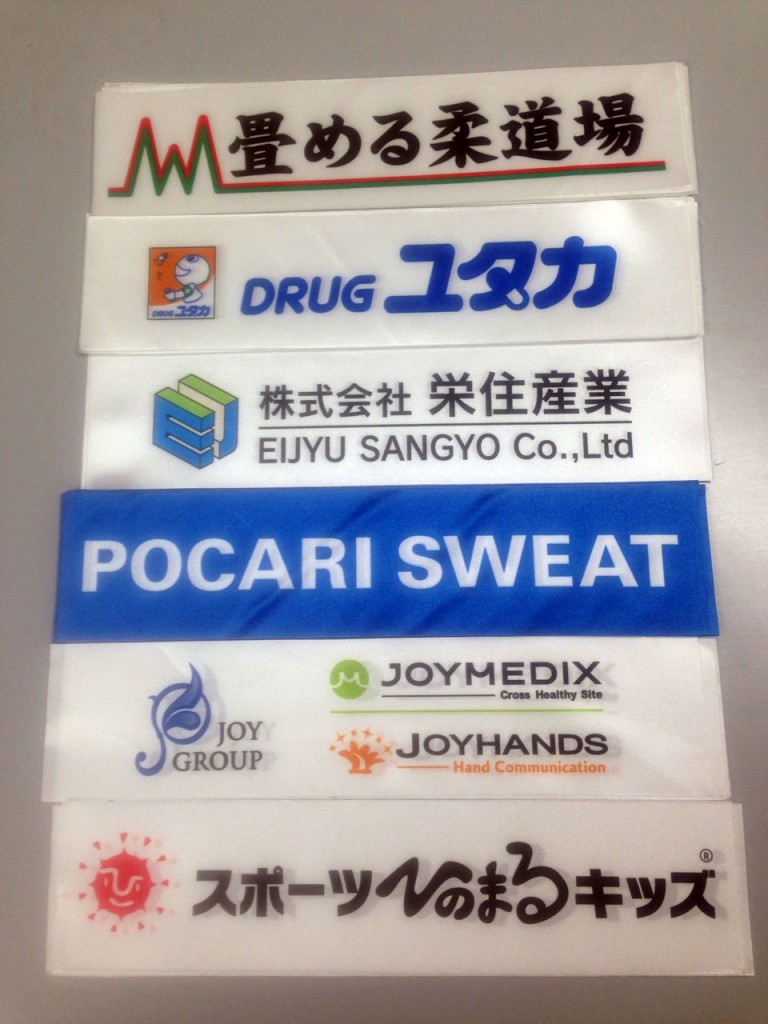 畳める柔道場
DRUG ユタカ
DRUG ユタカ
株式会社 栄住産業
EIJYU SANGYO Co.,Ltd
POCARI SWEAT
JOY
GROUP
JOYMEDIX
Cross Healthy Site
JOYHANDS
Hand Communication
スポーツひのまるキッズ®